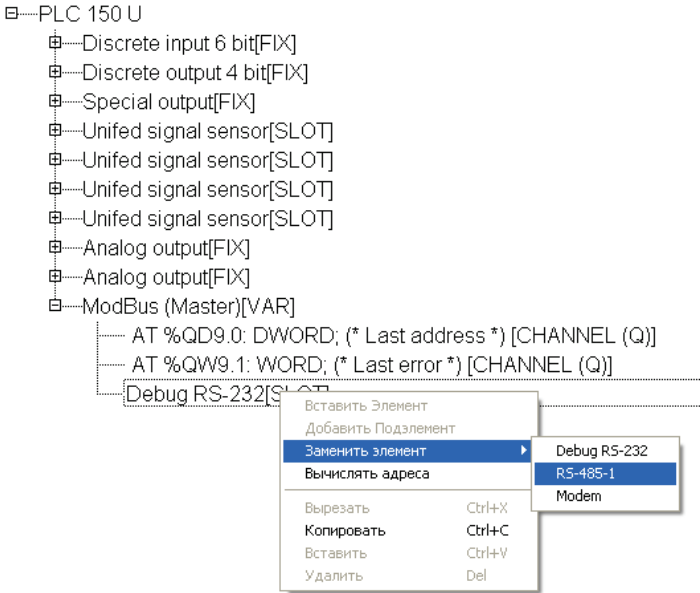 PLC 150 U
Discrete input 6 bit[FIX]
Discrete output 4 bit[FIX]
Special output[FIX]
Unifed signal sensor[SLOT]
Unifed signal sensor[SLOT]
Unifed signal sensor[SLOT]
Unifed signal sensor[SLOT]
Analog output[FIX]
Analog output[FIX]
ModBus (Master)[VAR]
AT %QD9.0: DWORD; (* Last address *) [CHANNEL (Q)]
AT %QW9.1: WORD; (* Last error *) [CHANNEL (Q)]
Debug RS-232[SLOT]
Вставить Элемент
Добавить Подэлемент
Заменить элемент
Вычислять адреса
Вырезать Ctrl+X
Копировать Ctrl+C
Вставить Ctrl+V
Удалить Del
Debug RS-232
RS-485-1
Modem